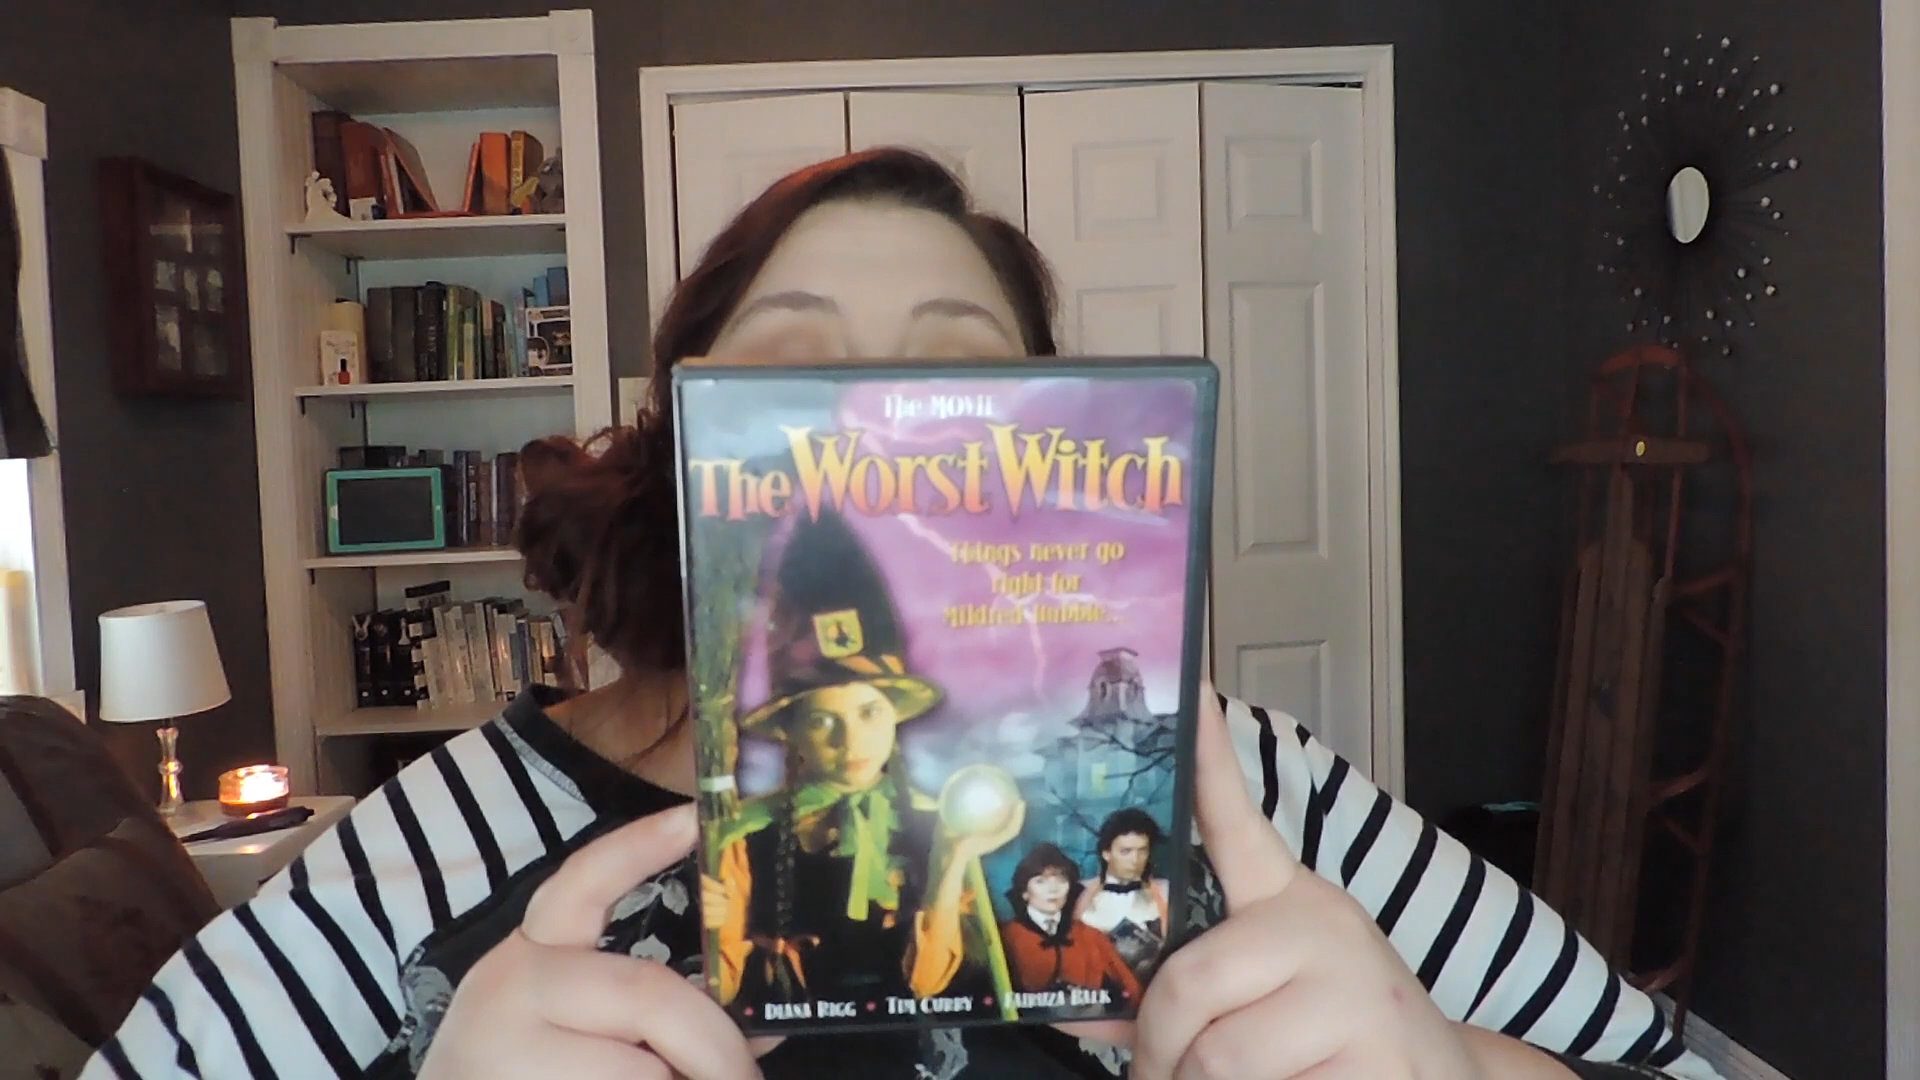 The MOVIE
The Worst Witch
Things never go
right for
Mildred Hubble...
DIANA RIGG • TIM CURRY • FAIRUZA BALK